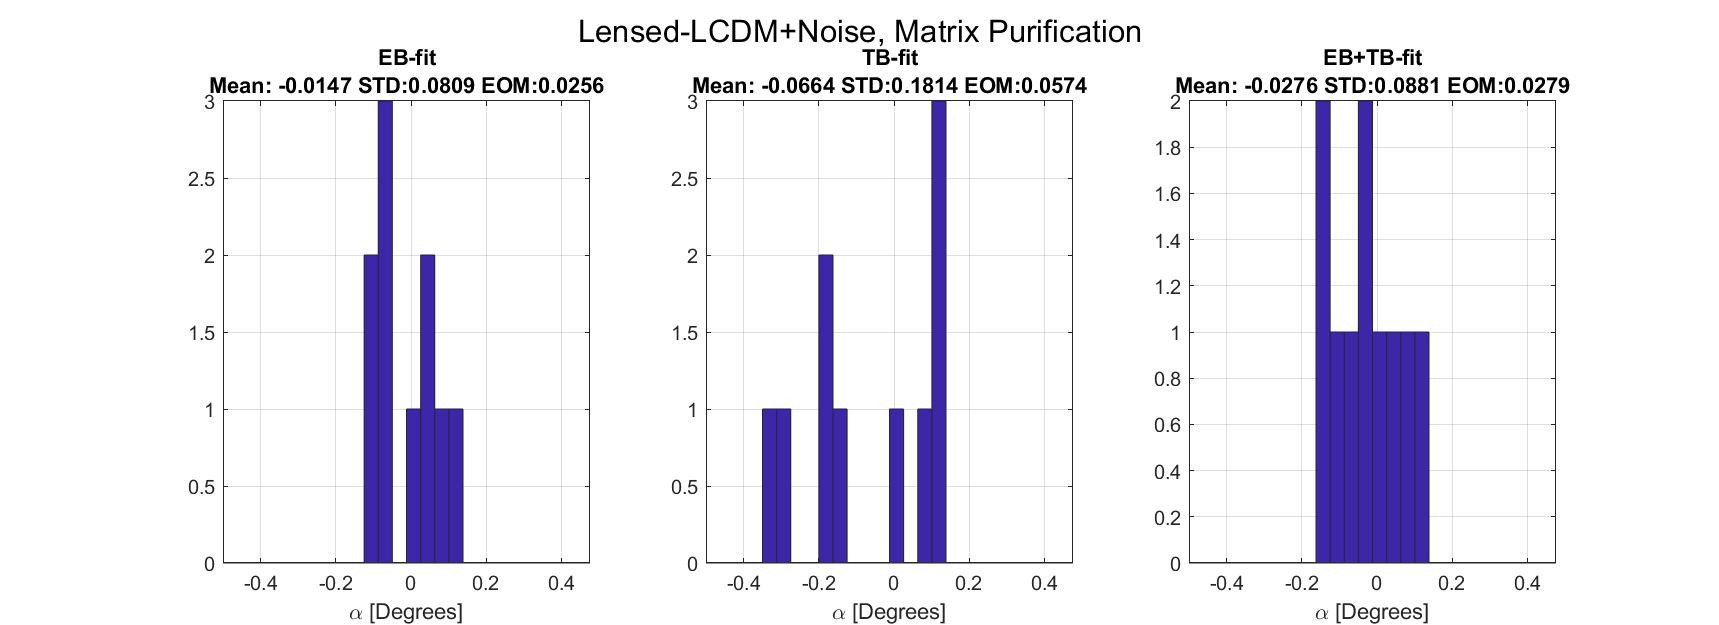 Lensed-LCDM+Noise, Matrix Purification
EB-fit
Mean: -0.0147 STD:0.0809 EOM:0.0256
3
2.5
2
1.5
1
0.5
0
-0.4 -0.2 0 0.2 0.4
α [Degrees]
TB-fit
Mean: -0.0664 STD:0.1814 EOM:0.0574
3
2.5
2
1.5
1
0.5
0
-0.4 -0.2 0 0.2 0.4
α [Degrees]
EB+TB-fit
Mean: -0.0276 STD:0.0881 EOM:0.0279
2
1.8
1.6
1.4
1.2
1
0.8
0.6
0.4
0.2
0
-0.4 -0.2 0 0.2 0.4
α [Degrees]